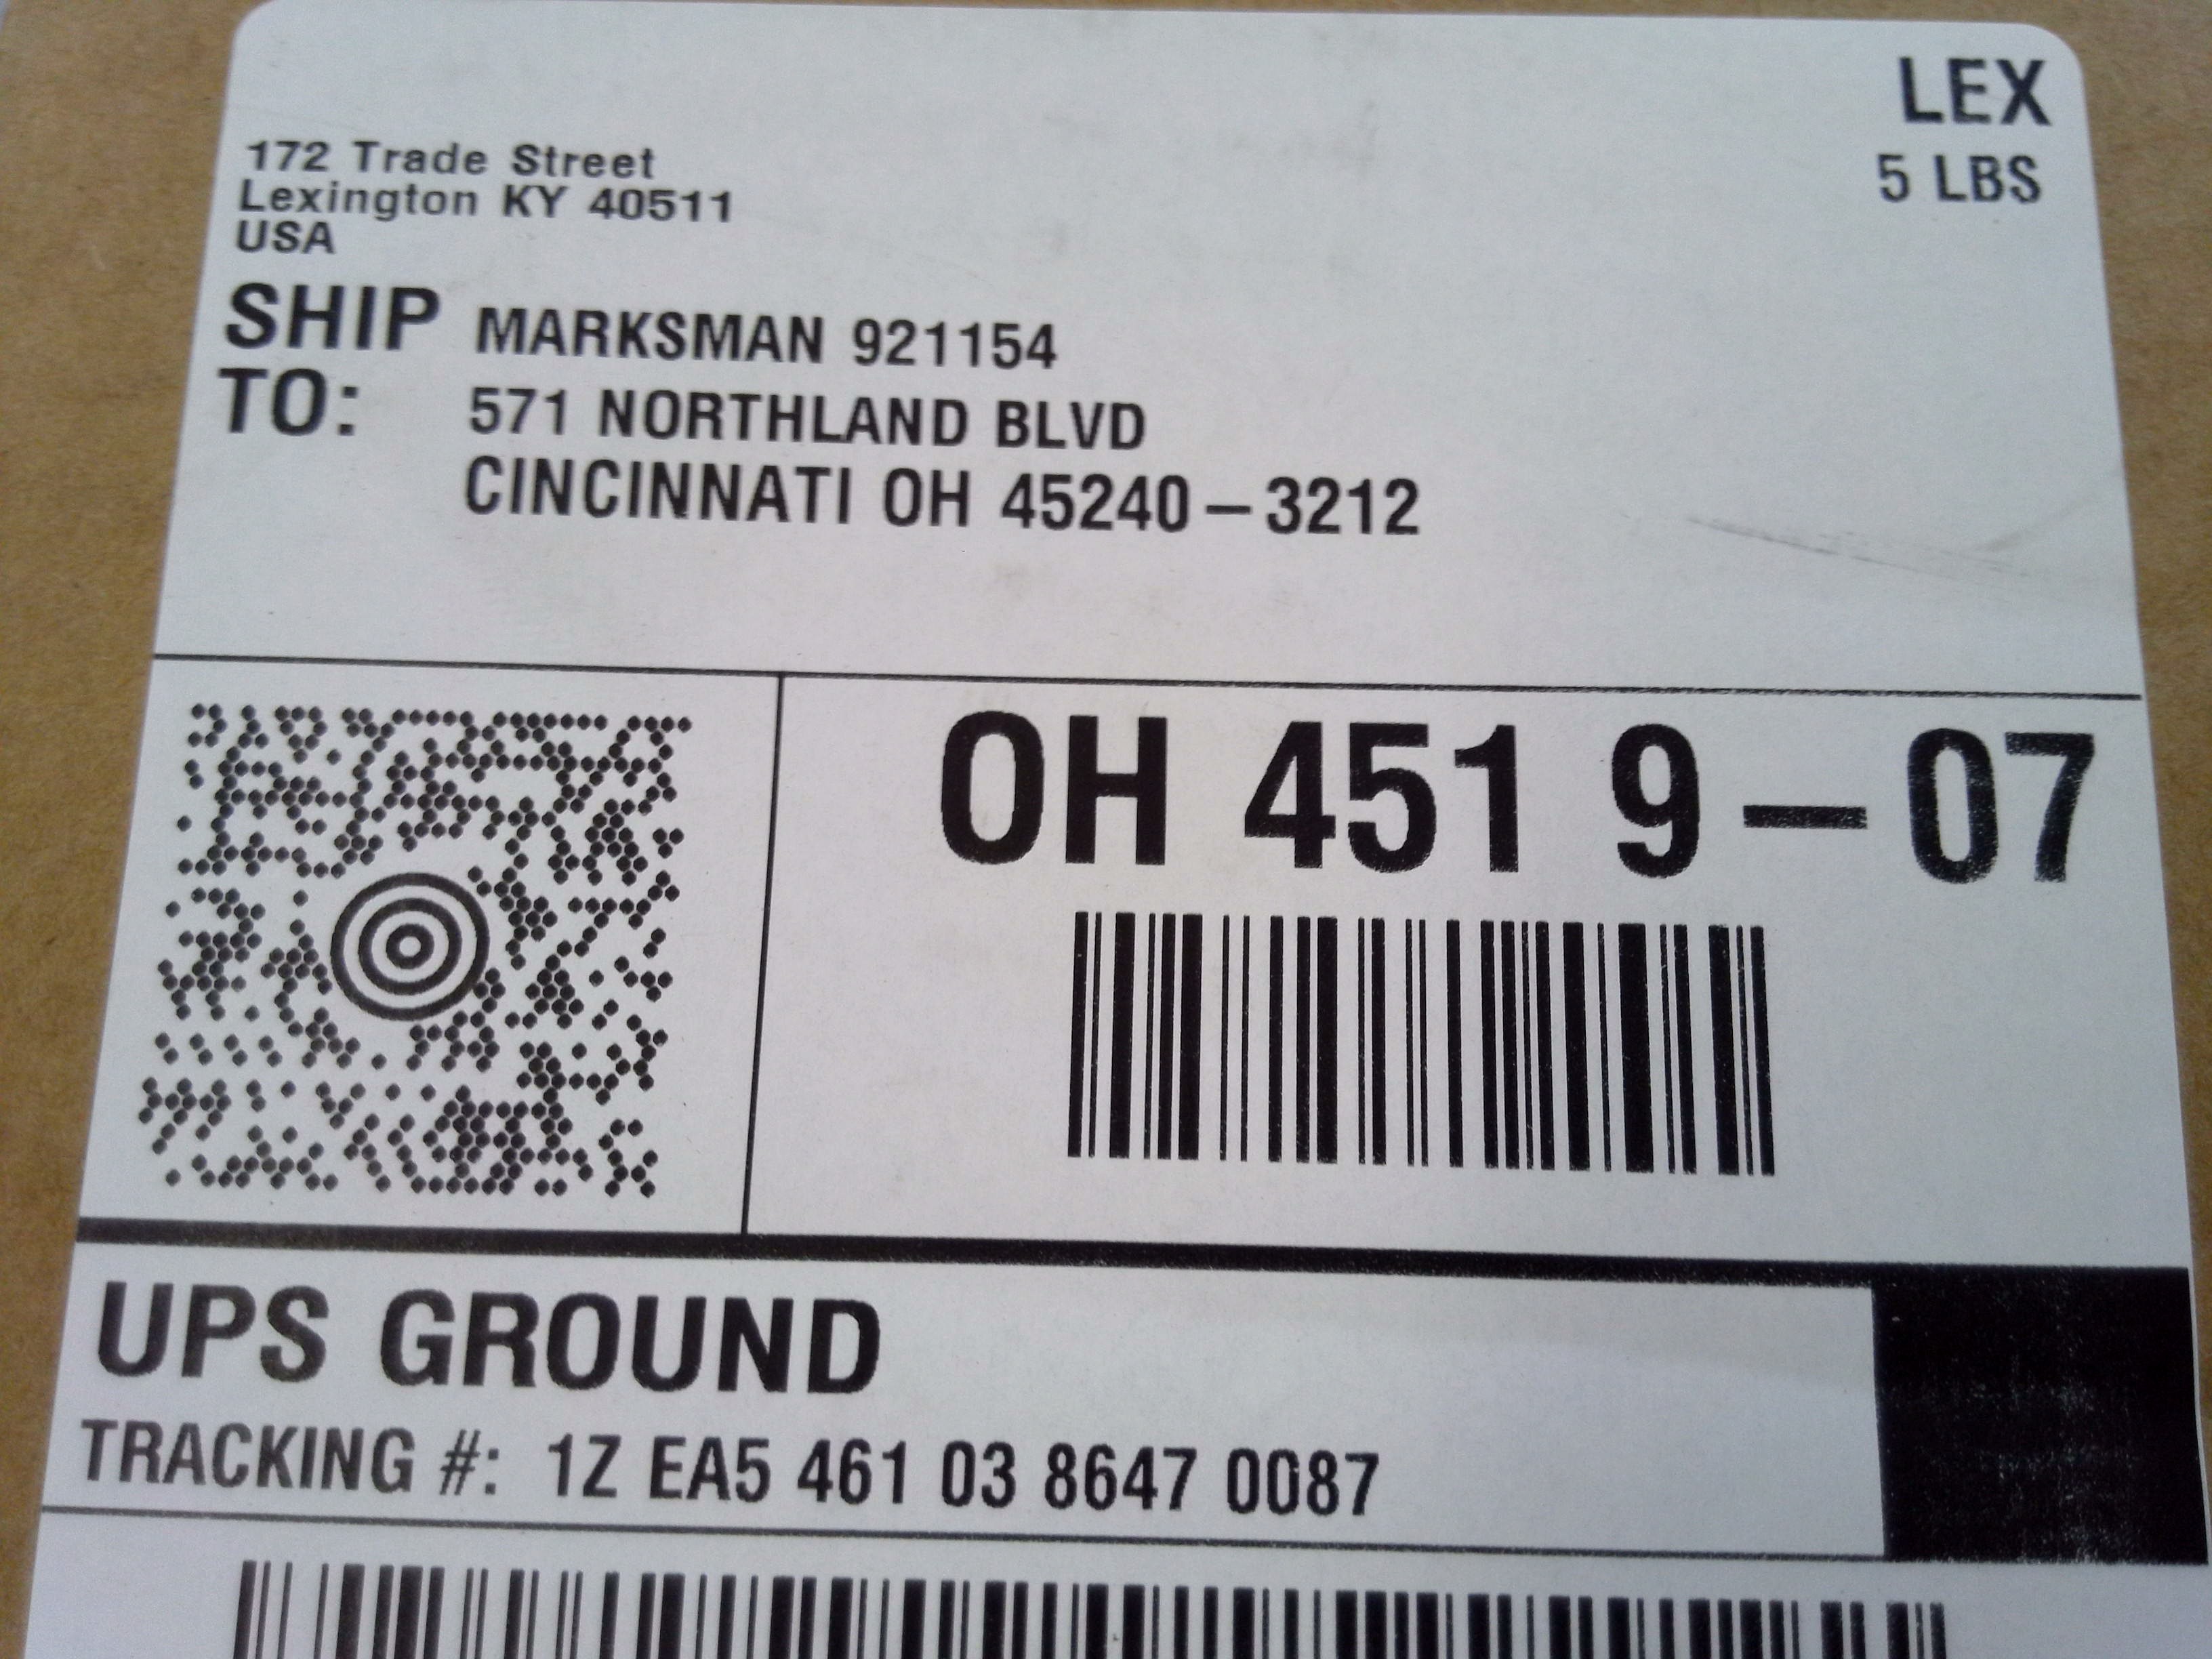 LEX
5 LBS
172 Trade Street
Lexington KY 40511
USA
SHIP TO:
MARKSMAN 921154
571 NORTHLAND BLVD
CINCINNATI OH 45240-3212
OH 451 9-07
UPS GROUND
TRACKING #: 1Z EA5 461 03 8647 0087